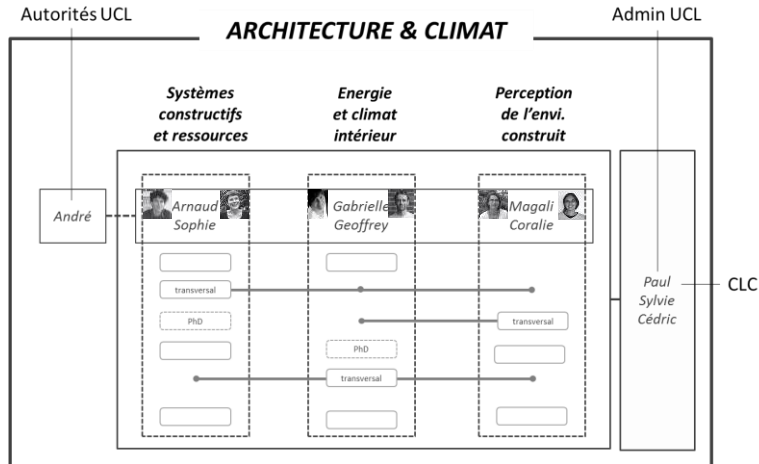 Autorités UCL
Admin UCL
ARCHITECTURE & CLIMAT
Systèmes
constructifs
et ressources
Energie
et climat
intérieur
Perception
de l'envi.
construit
André
Arnaud
Sophie
Gabrielle
Geoffrey
Magali
Coralie
transversal
PhD
transversal
PhD
transversal
Paul
Sylvie
Cédric
CLC